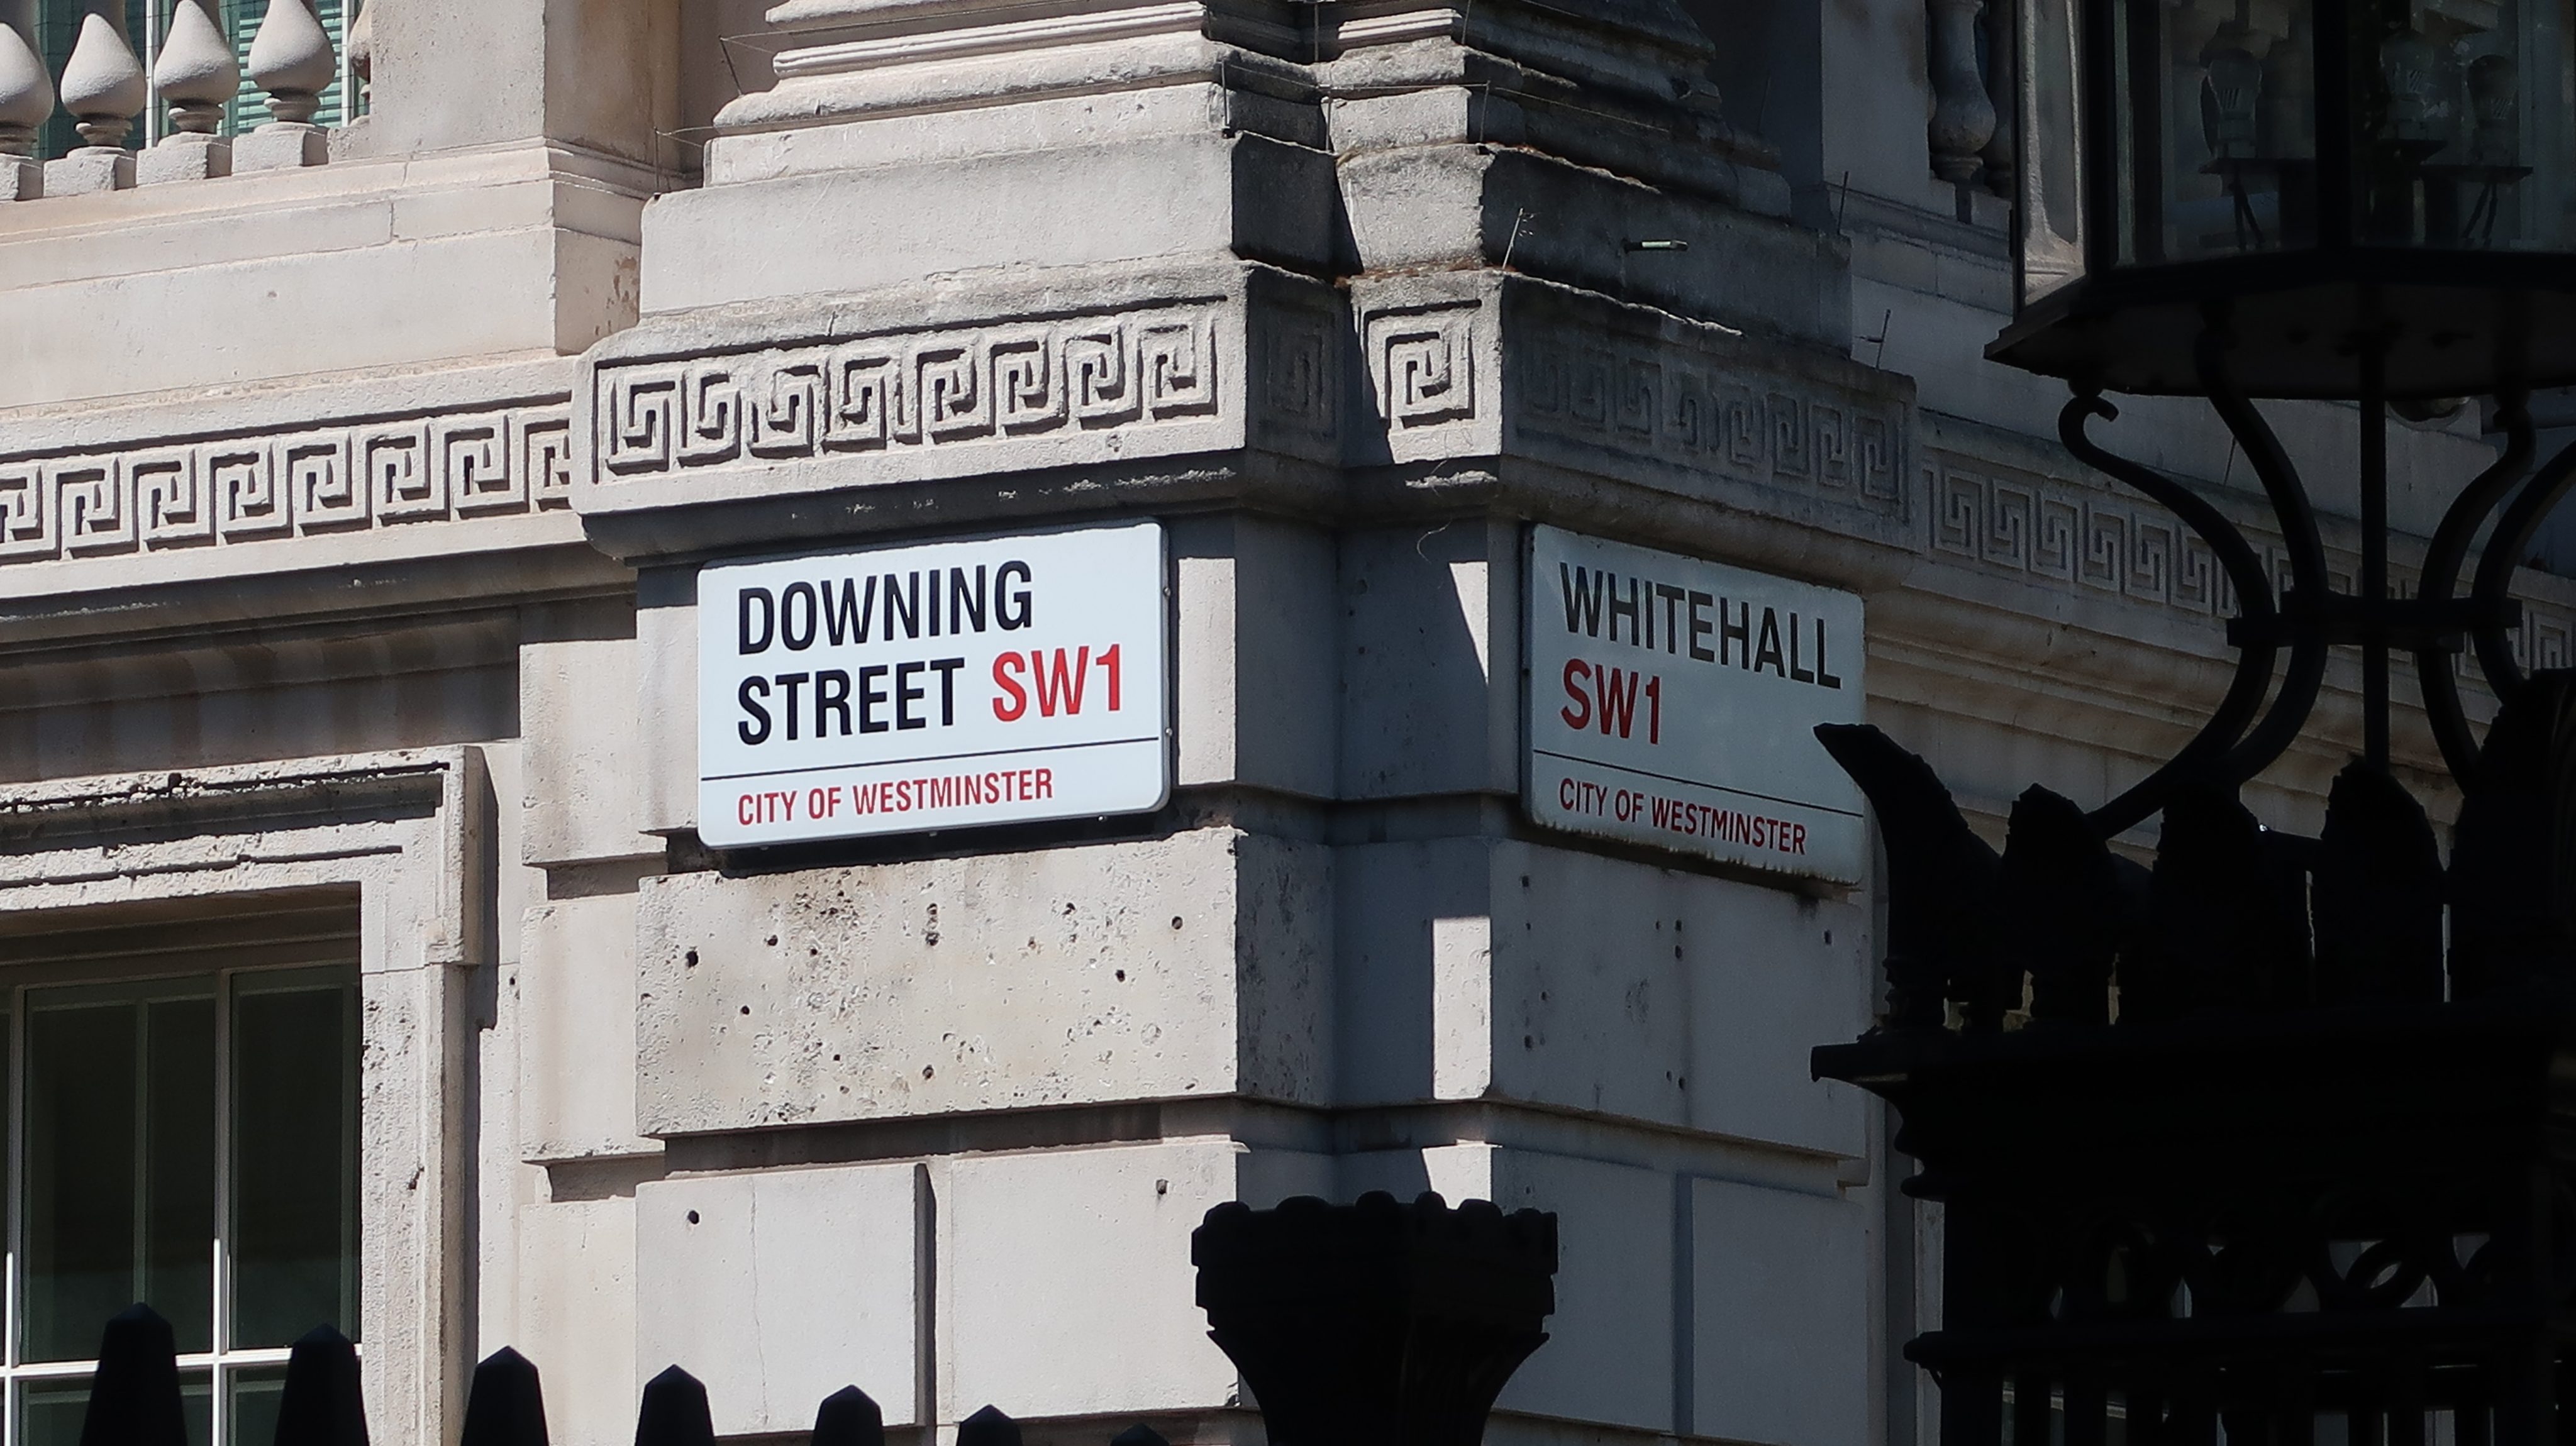 DOWNING
STREET SW1
CITY OF WESTMINSTER
WHITEHALL
SW1
CITY OF WESTMINSTER